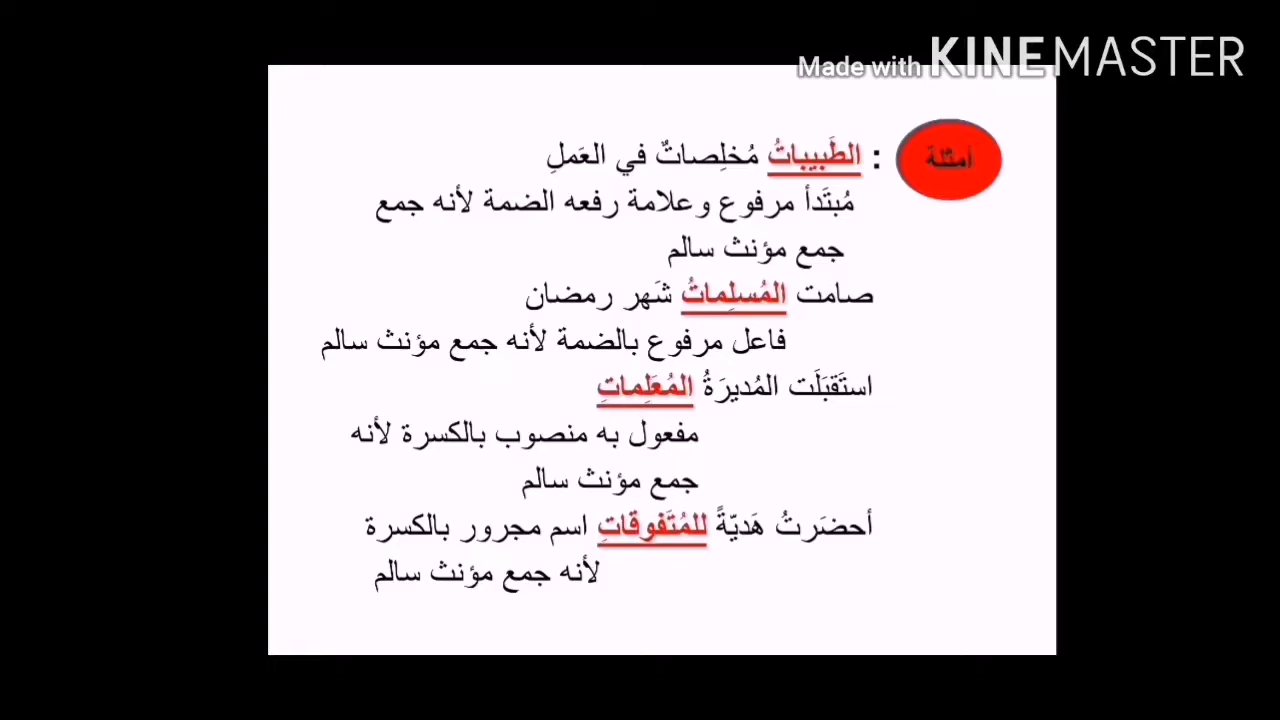 Made with KINEMASTER
أمثلة : الطَبيباتُ مُخلِصاتٌ في العَملِ
مُبتَدأ مرفوع وعلامة رفعه الضمة لأنه جمع
جمع مؤنث سالم
صامت المُسلِماتُ شَهر رمضان
فاعل مرفوع بالضمة لأنه جمع مؤنث سالم
استَقبَلَت المُديرَةُ المُعَلِماتِ
مفعول به منصوب بالكسرة لأنه
جمع مؤنث سالم
أحضَرتُ هَديّةً للمُتَفوقاتِ اسم مجرور بالكسرة
لأنه جمع مؤنث سالم